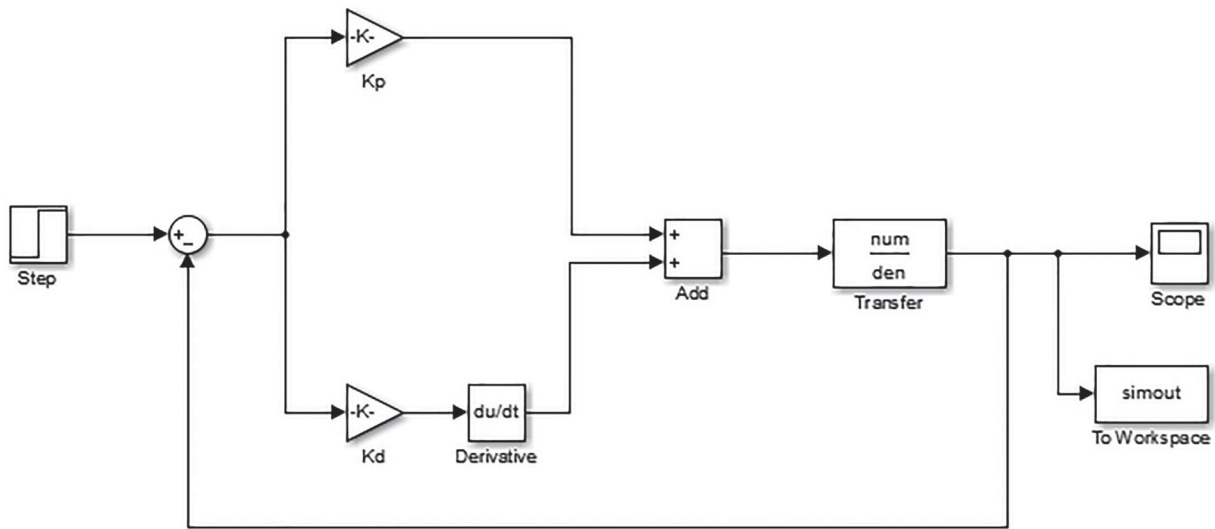 -K-
Kp
Step
+
-
+
+
Add
num
den
Transfer
Scope
-K-
Kd
du/dt
Derivative
simout
To Workspace